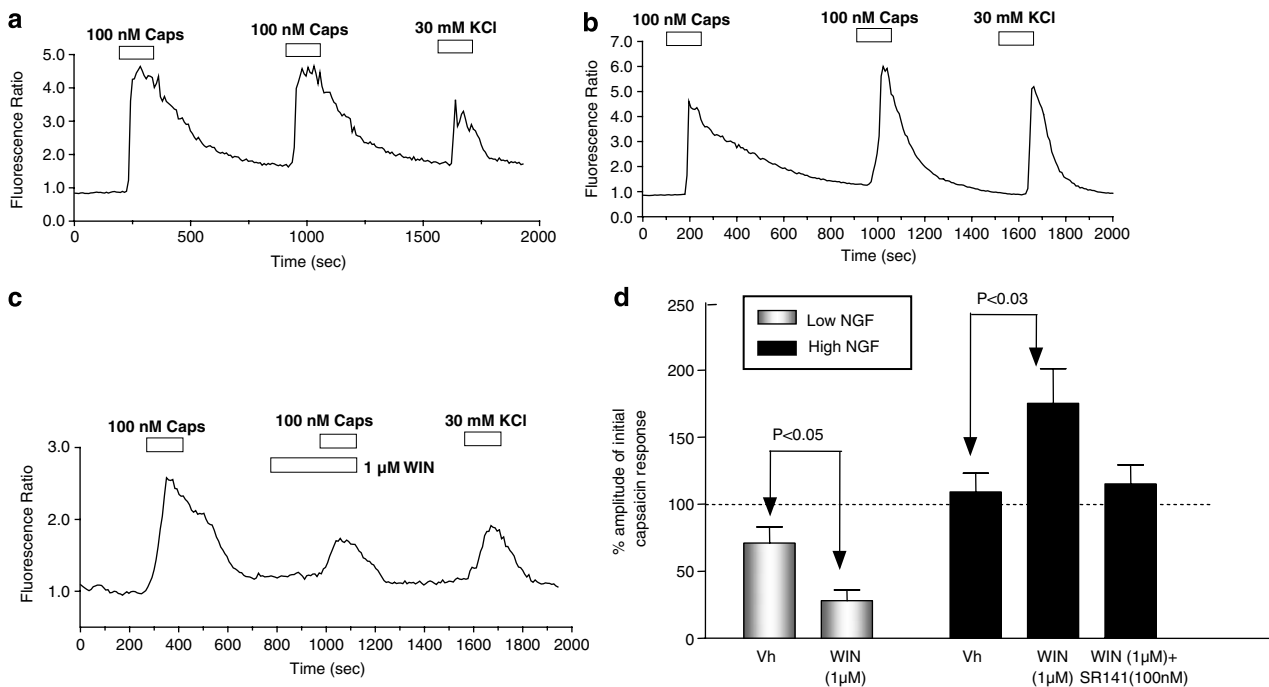 a
100 nM Caps
100 nM Caps
30 mM KCl
5.0
4.0
3.0
2.0
1.0
0.0
Fluorescence Ratio
0
500
1000
1500
2000
Time (sec)
b
100 nM Caps
100 nM Caps
30 mM KCl
7.0
6.0
5.0
4.0
3.0
2.0
1.0
0.0
Fluorescence Ratio
0 200 400 600 800 1000 1200 1400 1600 1800 2000
Time (sec)
c
100 nM Caps
100 nM Caps
30 mM KCl
1 µM WIN
3.0
2.0
1.0
Fluorescence Ratio
0 200 400 600 800 1000 1200 1400 1600 1800 2000
Time (sec)
d
250
200
150
100
50
0
% amplitude of initial
capsaicin response
Low NGF
High NGF
P<0.05
P<0.03
Vh
WIN
(1µM)
Vh
WIN
(1µM)
WIN (1µM)+
SR141(100nM)